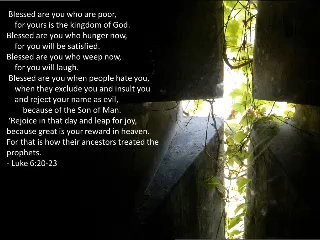 Blessed are you who are poor,
for yours is the kingdom of God.
Blessed are you who hunger now,
for you will be satisfied.
Blessed are you who weep now,
for you will laugh.
Blessed are you when people hate you,
when they exclude you and insult you
and reject your name as evil,
because of the Son of Man.
‘Rejoice in that day and leap for joy,
because great is your reward in heaven.
For that is how their ancestors treated the
prophets.
- Luke 6:20-23